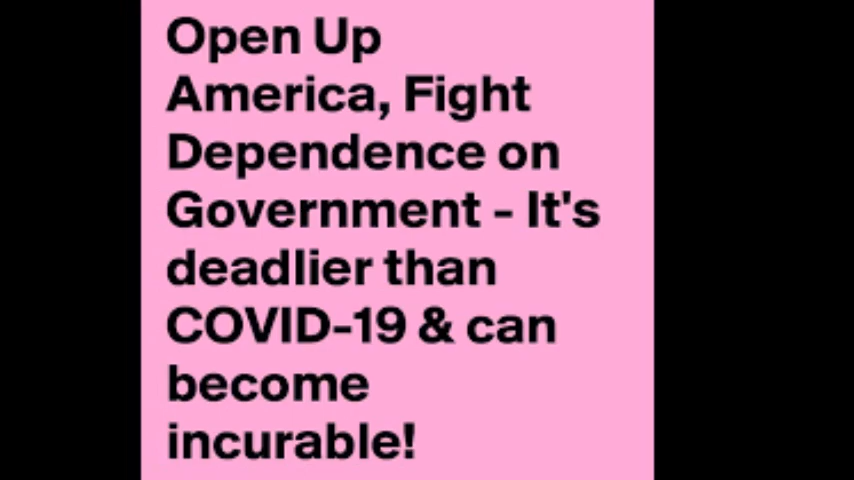 Open Up
America, Fight
Dependence on
Government - It's
deadlier than
COVID-19 & can
become
incurable!